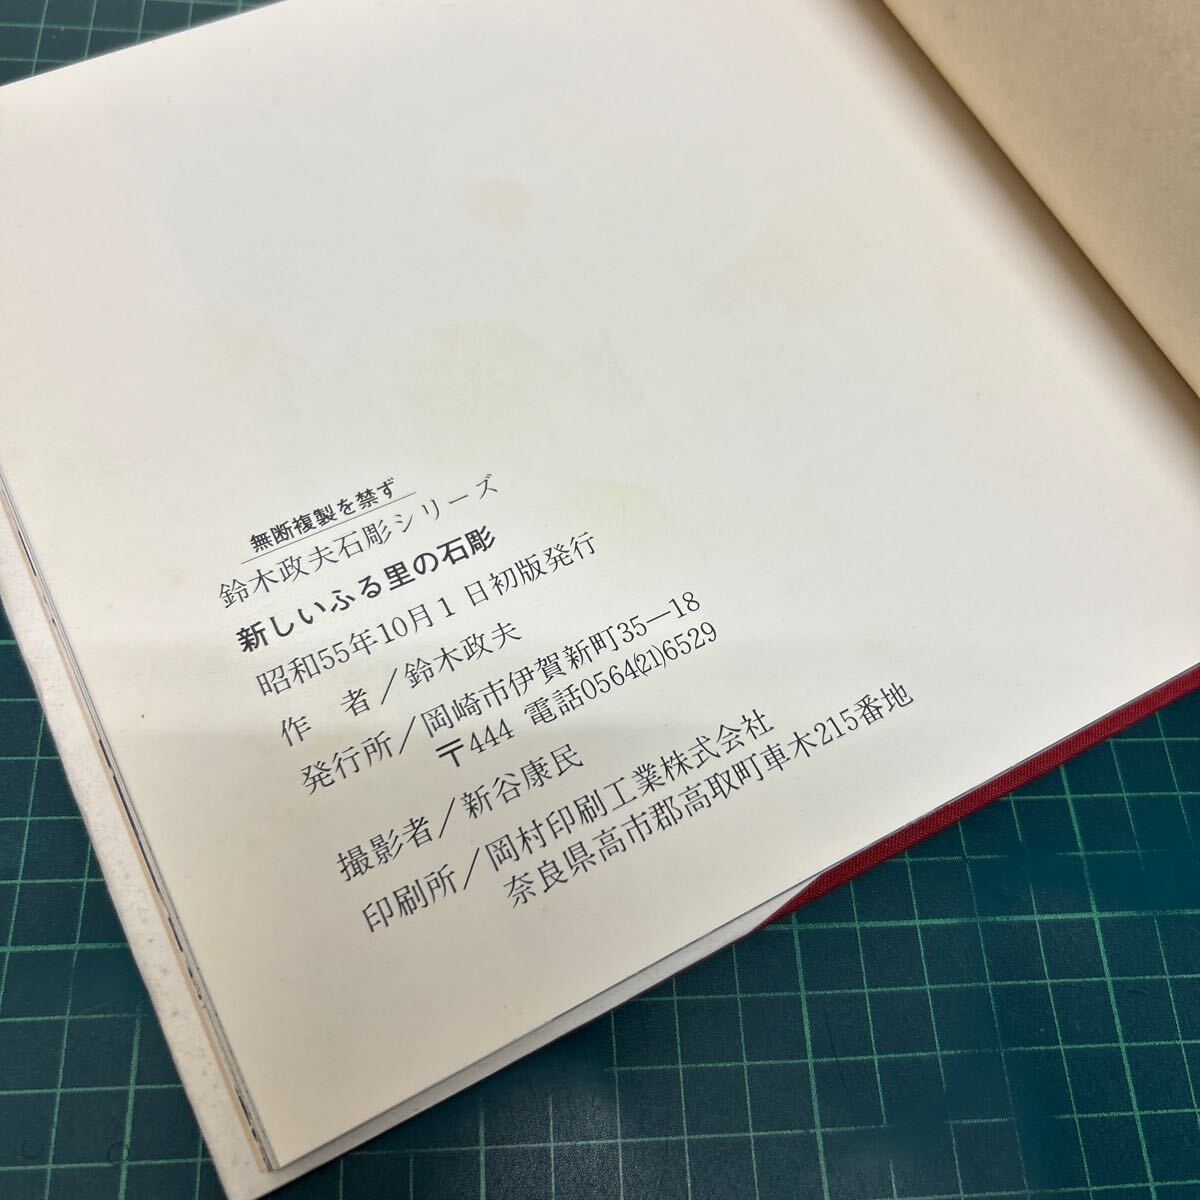 無断複製を禁ず
鈴木政夫石彫シリーズ
新しいふる里の石彫
昭和55年10月1日初版発行
作　者／鈴木政夫
発行所／岡崎市伊賀新町35―18
〒444 電話0564(21)6529
撮影者／新谷康民
印刷所／岡村印刷工業株式会社
奈良県高市郡高取町車木215番地